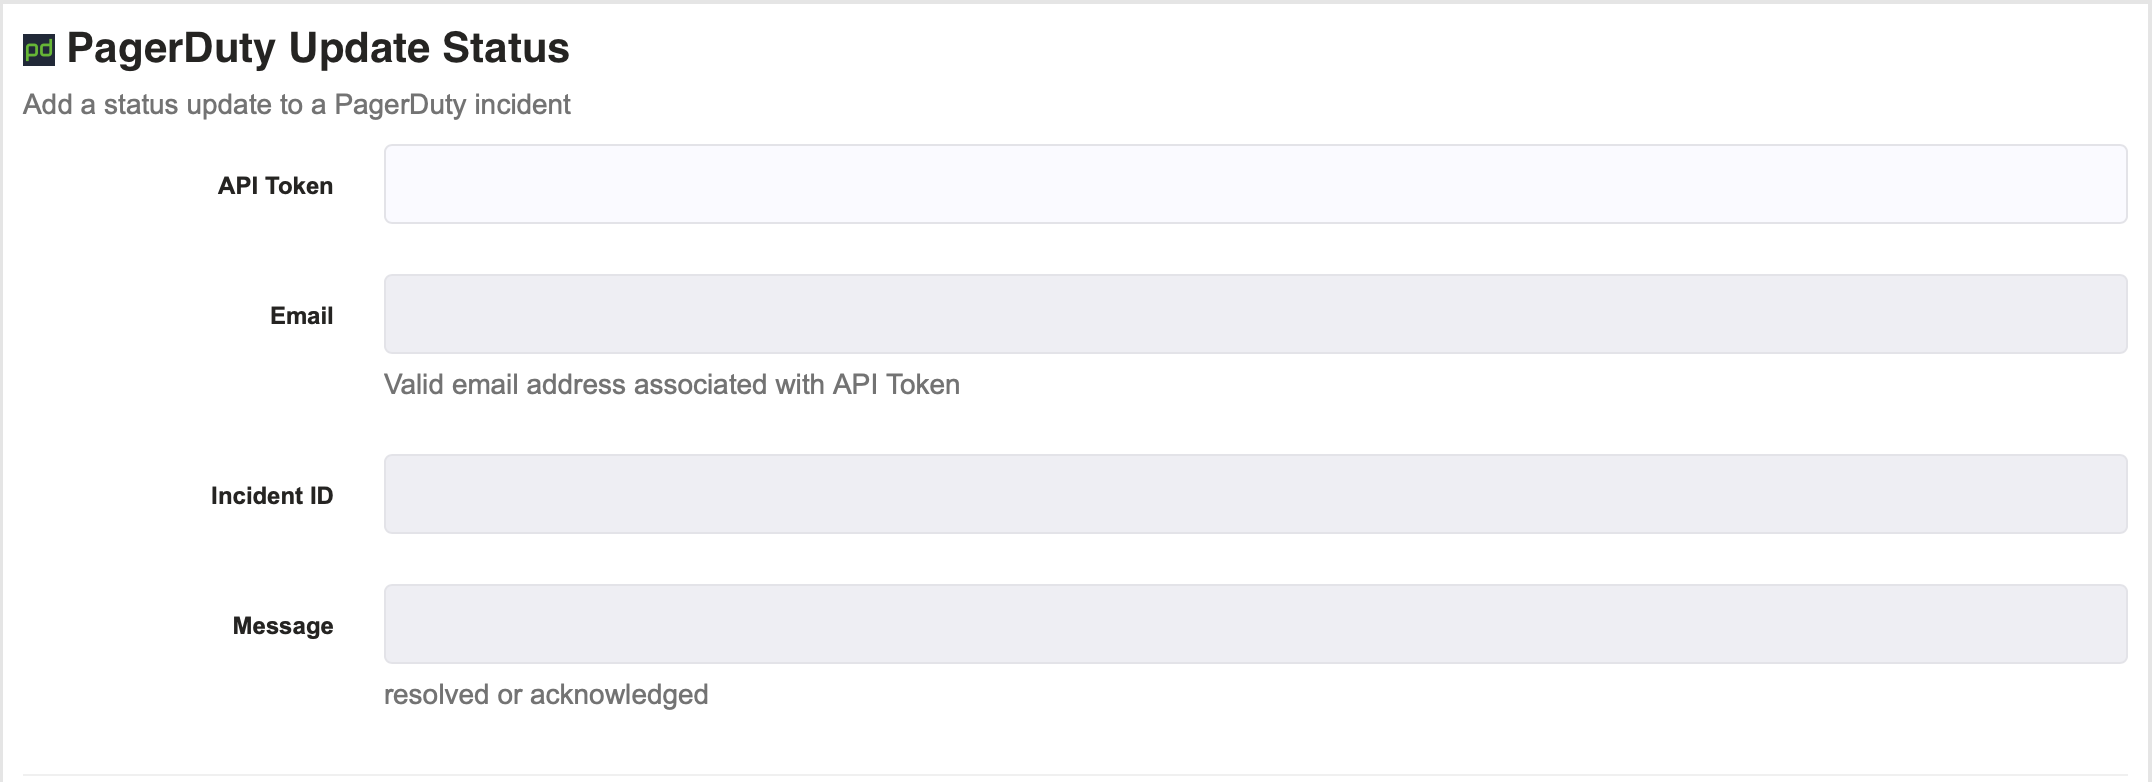 pd PagerDuty Update Status
Add a status update to a PagerDuty incident
API Token
Email
Valid email address associated with API Token
Incident ID
Message
resolved or acknowledged